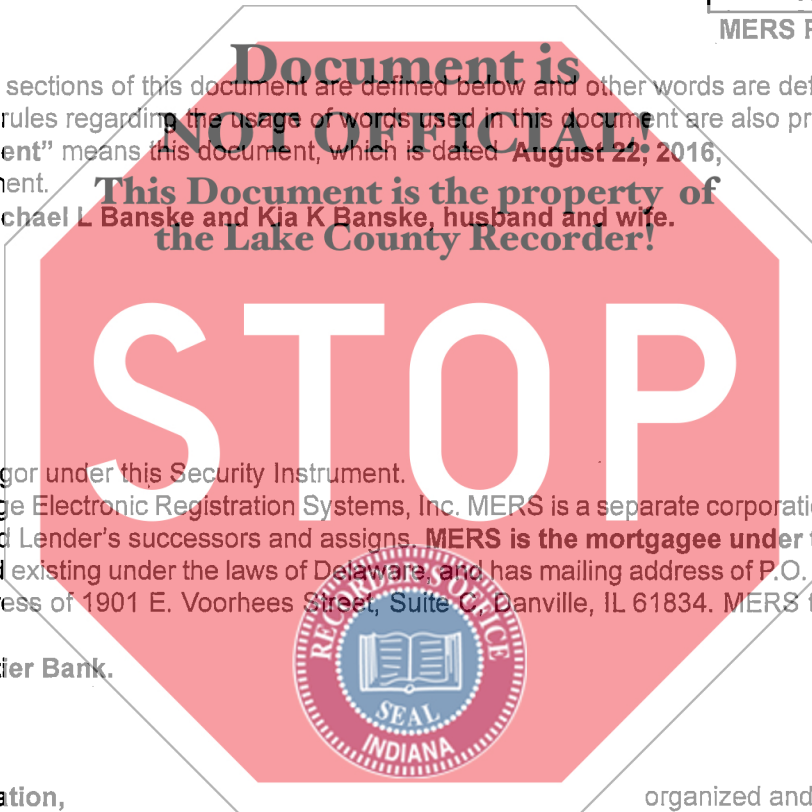 MERS
Document is
sections of this document are defined below and other words are
rules regarding the usage of words used in this document are also
NOT OFFICIAL!
ent” means this document, which is dated August 22, 2016,
ent.
This Document is the property of
chael L Banske and Kia K Banske, husband and wife.
the Lake County Recorder!
STOP
gor under this Security Instrument.
ge Electronic Registration Systems, Inc. MERS is a separate corporati
d Lender’s successors and assigns. MERS is the mortgagee under
d existing under the laws of Delaware, and has mailing address of P.O.
ess of 1901 E. Voorhees Street, Suite C, Danville, IL 61834. MERS
RECORDER'S OFFICE
ier Bank.
SEAL
INDIANA
ation,
organized and